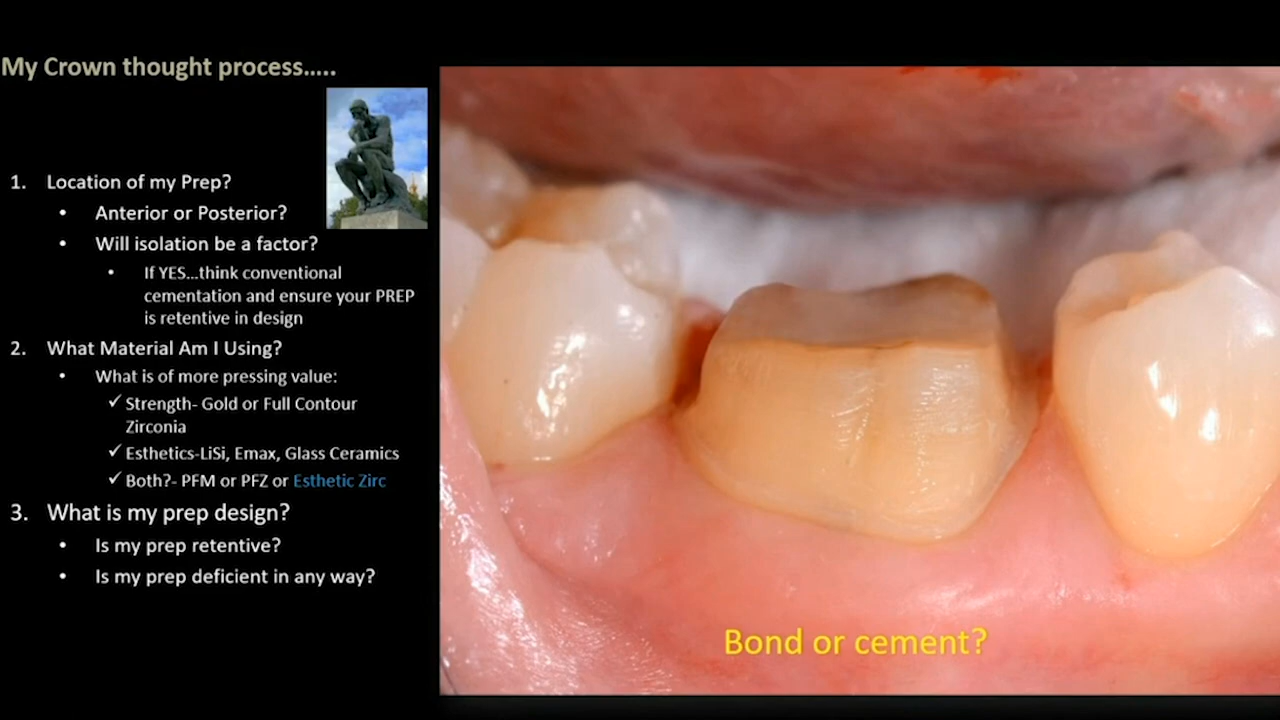 My Crown thought process.....
1. Location of my Prep?
• Anterior or Posterior?
• Will isolation be a factor?
• If YES...think conventional
cementation and ensure your PREP
is retentive in design
2. What Material Am I Using?
• What is of more pressing value:
✓ Strength- Gold or Full Contour
Zirconia
✓ Esthetics-LiSi, Emax, Glass Ceramics
✓ Both?- PFM or PFZ or Esthetic Zirc
3. What is my prep design?
• Is my prep retentive?
• Is my prep deficient in any way?
Bond or cement?